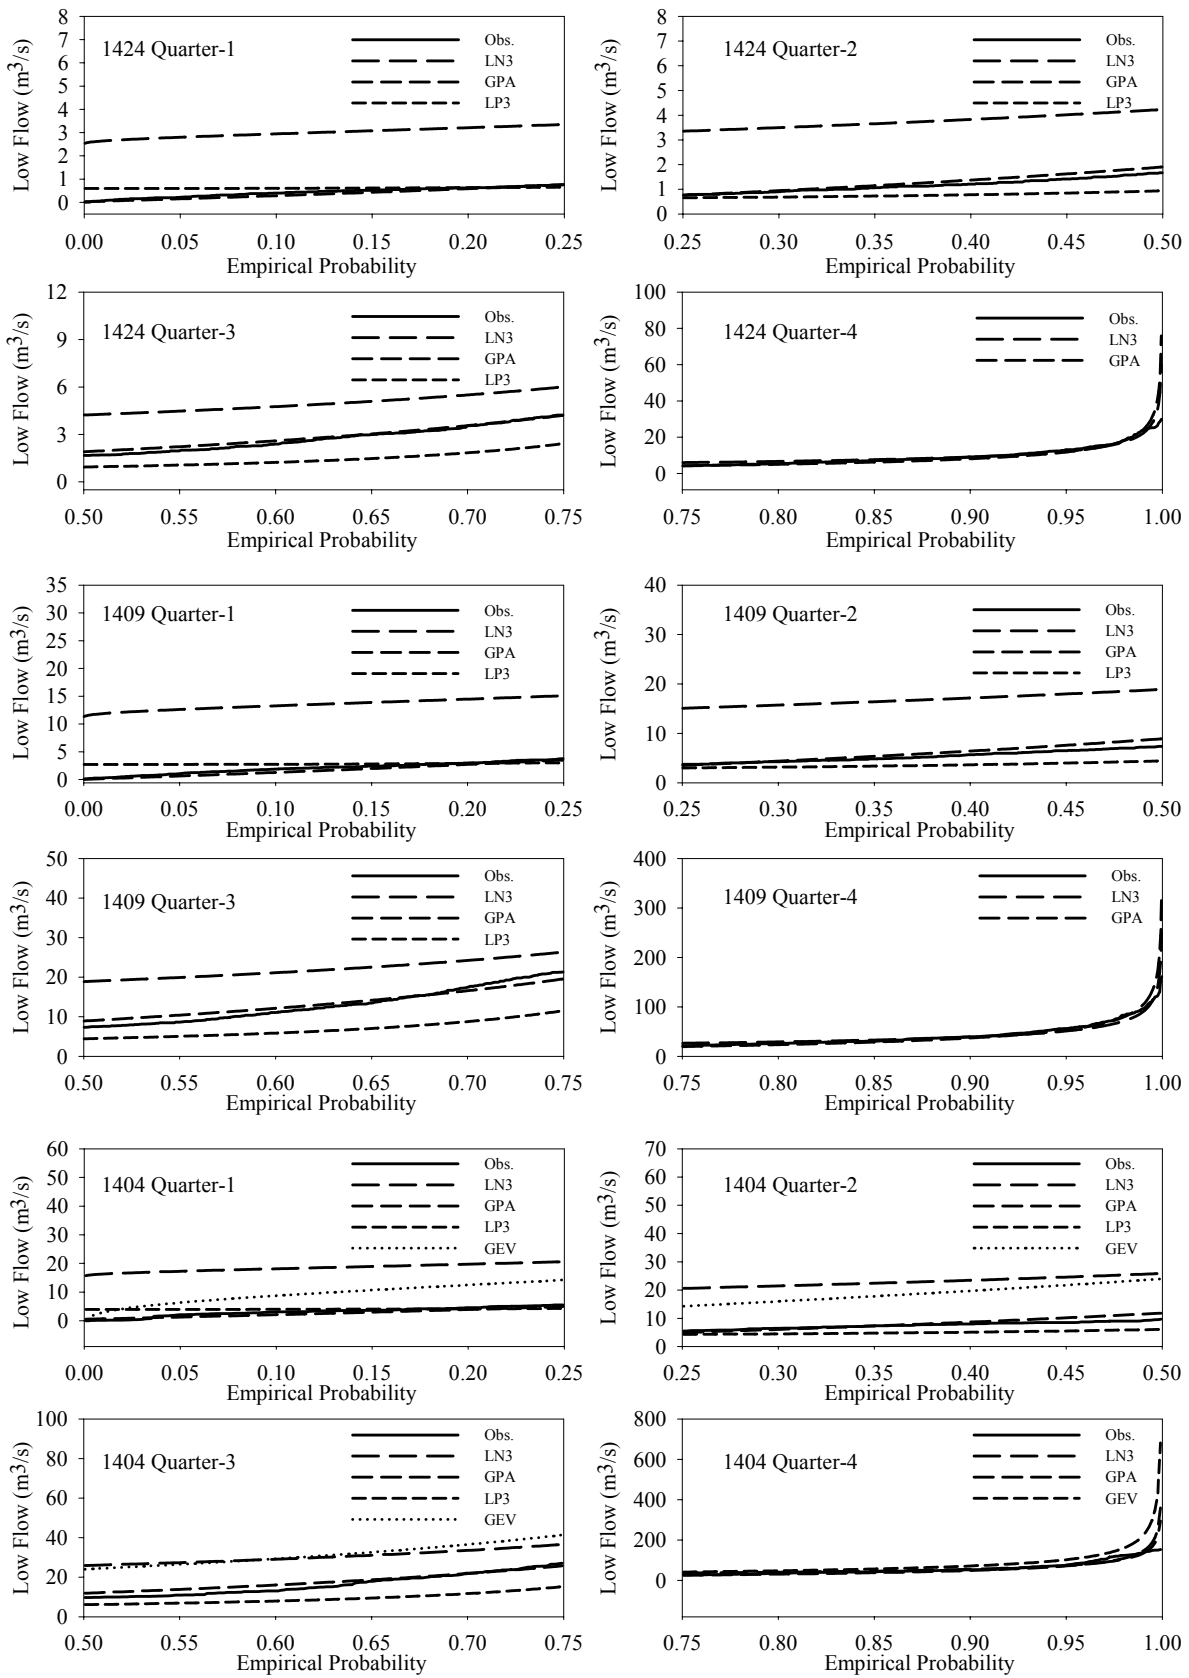 8
7
6
5
4
3
2
1
0
Low Flow (m³/s)
1424 Quarter-1
Obs.
LN3
GPA
LP3
0.00 0.05 0.10 0.15 0.20 0.25
Empirical Probability
8
7
6
5
4
3
2
1
0
Low Flow (m³/s)
1424 Quarter-2
Obs.
LN3
GPA
LP3
0.25 0.30 0.35 0.40 0.45 0.50
Empirical Probability
12
9
6
3
0
Low Flow (m³/s)
1424 Quarter-3
Obs.
LN3
GPA
LP3
0.50 0.55 0.60 0.65 0.70 0.75
Empirical Probability
100
80
60
40
20
0
Low Flow (m³/s)
1424 Quarter-4
Obs.
LN3
GPA
0.75 0.80 0.85 0.90 0.95 1.00
Empirical Probability
35
30
25
20
15
10
5
0
Low Flow (m³/s)
1409 Quarter-1
Obs.
LN3
GPA
LP3
0.00 0.05 0.10 0.15 0.20 0.25
Empirical Probability
40
30
20
10
0
Low Flow (m³/s)
1409 Quarter-2
Obs.
LN3
GPA
LP3
0.25 0.30 0.35 0.40 0.45 0.50
Empirical Probability
50
40
30
20
10
0
Low Flow (m³/s)
1409 Quarter-3
Obs.
LN3
GPA
LP3
0.50 0.55 0.60 0.65 0.70 0.75
Empirical Probability
400
300
200
100
0
Low Flow (m³/s)
1409 Quarter-4
Obs.
LN3
GPA
0.75 0.80 0.85 0.90 0.95 1.00
Empirical Probability
60
50
40
30
20
10
0
Low Flow (m³/s)
1404 Quarter-1
Obs.
LN3
GPA
LP3
GEV
0.00 0.05 0.10 0.15 0.20 0.25
Empirical Probability
70
60
50
40
30
20
10
0
Low Flow (m³/s)
1404 Quarter-2
Obs.
LN3
GPA
LP3
GEV
0.25 0.30 0.35 0.40 0.45 0.50
Empirical Probability
100
80
60
40
20
0
Low Flow (m³/s)
1404 Quarter-3
Obs.
LN3
GPA
LP3
GEV
0.50 0.55 0.60 0.65 0.70 0.75
Empirical Probability
800
600
400
200
0
Low Flow (m³/s)
1404 Quarter-4
Obs.
LN3
GPA
GEV
0.75 0.80 0.85 0.90 0.95 1.00
Empirical Probability